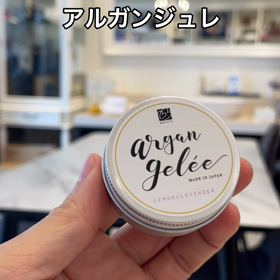 アルガンジュレ
argan
gelée
MADE IN JAPAN
LEMON & LAVENDER